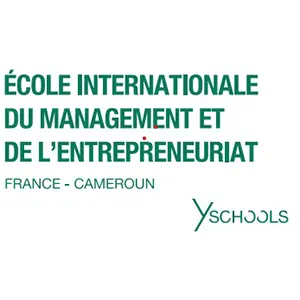 ÉCOLE INTERNATIONALE
DU MANAGEMENT ET
DE L'ENTREPRENEURIAT
FRANCE - CAMEROUN
YSCHOOLS